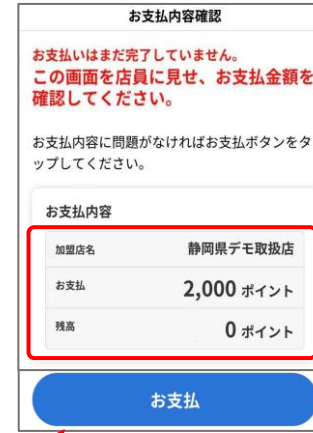 お支払内容確認
お支払いはまだ完了していません。
この画面を店員に見せ、お支払金額を
確認してください。
お支払内容に問題がなければお支払ボタンをタ
ップしてください。
お支払内容
加盟店名 静岡県デモ取扱店
お支払 2,000 ポイント
残高 0 ポイント
お支払